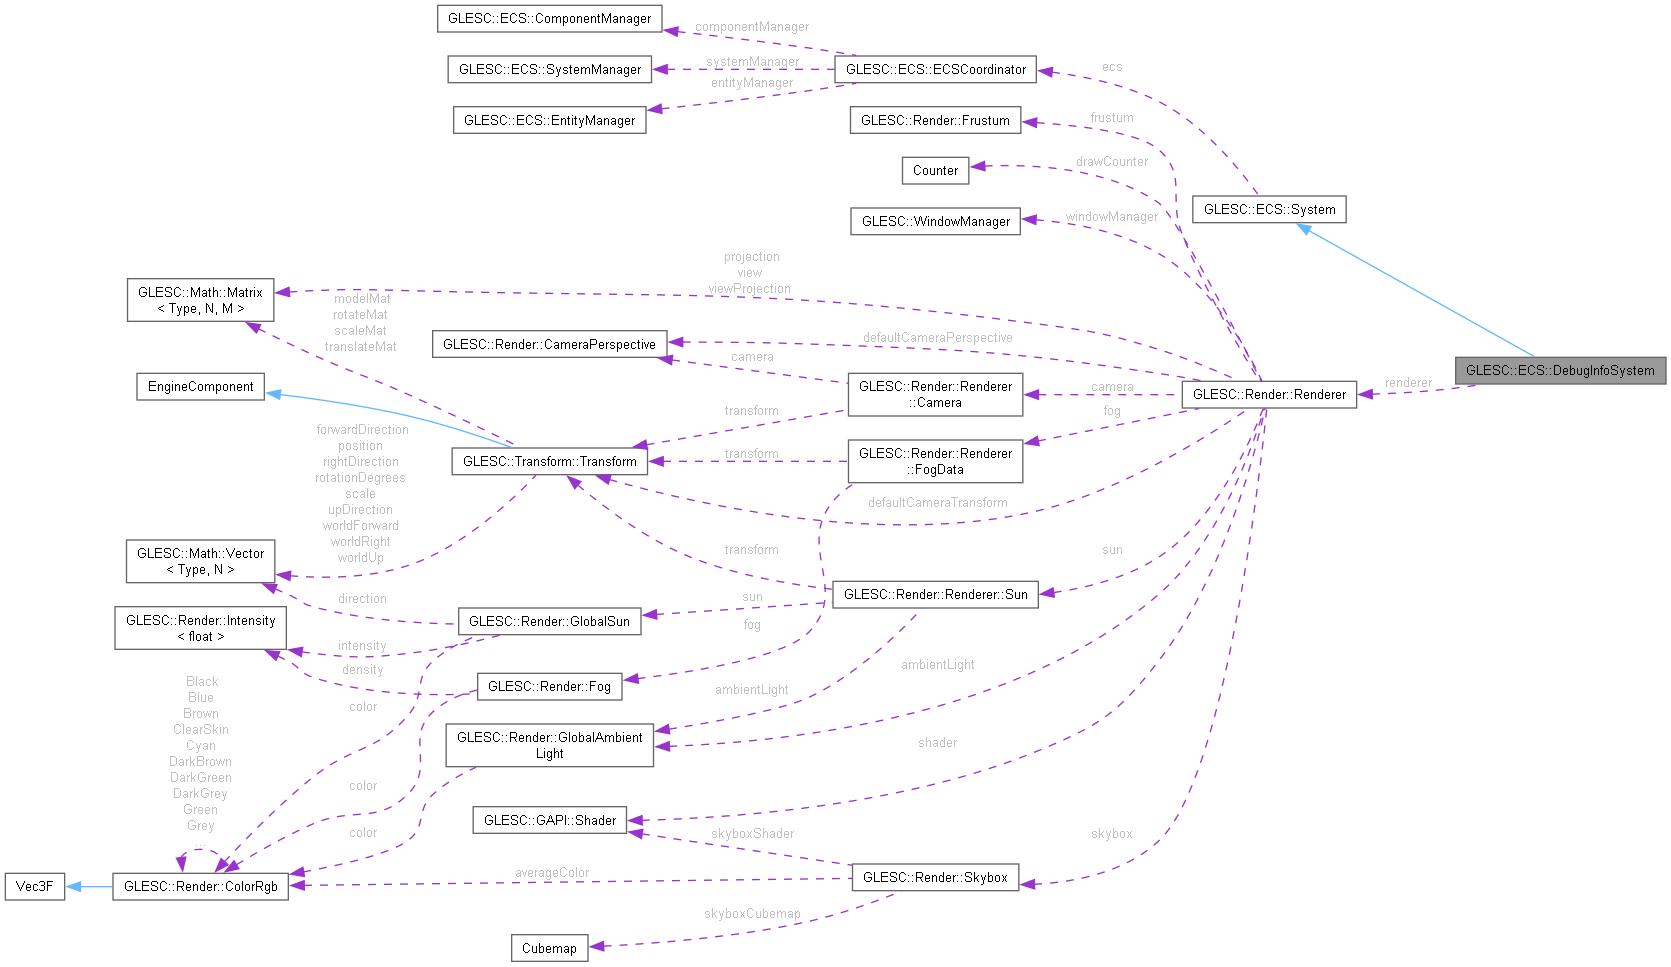 GLESC::ECS::ComponentManager
componentManager
GLESC::ECS::SystemManager
systemManager
GLESC::ECS::ECSCoordinator
ecs
entityManager
GLESC::ECS::EntityManager
GLESC::Render::Frustum
frustum
Counter
drawCounter
GLESC::ECS::System
GLESC::WindowManager
windowManager
projection
view
viewProjection
GLESC::Math::Matrix
< Type, N, M >
modelMat
rotateMat
scaleMat
translateMat
GLESC::Render::CameraPerspective
defaultCameraPerspective
camera
EngineComponent
GLESC::Render::Renderer
::Camera
camera
GLESC::Render::Renderer
renderer
GLESC::ECS::DebugInfoSystem
transform
fog
forwardDirection
position
rightDirection
rotationDegrees
scale
upDirection
worldForward
worldRight
worldUp
GLESC::Transform::Transform
transform
GLESC::Render::Renderer
::FogData
defaultCameraTransform
GLESC::Math::Vector
< Type, N >
transform
sun
direction
GLESC::Render::GlobalSun
sun
GLESC::Render::Renderer::Sun
GLESC::Render::Intensity
< float >
intensity
fog
density
GLESC::Render::Fog
ambientLight
ambientLight
color
Black
Blue
Brown
ClearSkin
Cyan
DarkBrown
DarkGreen
DarkGrey
Green
Grey
...
GLESC::Render::GlobalAmbient
Light
shader
color
color
GLESC::GAPI::Shader
skyboxShader
skybox
Vec3F
GLESC::Render::ColorRgb
averageColor
GLESC::Render::Skybox
skyboxCubemap
Cubemap